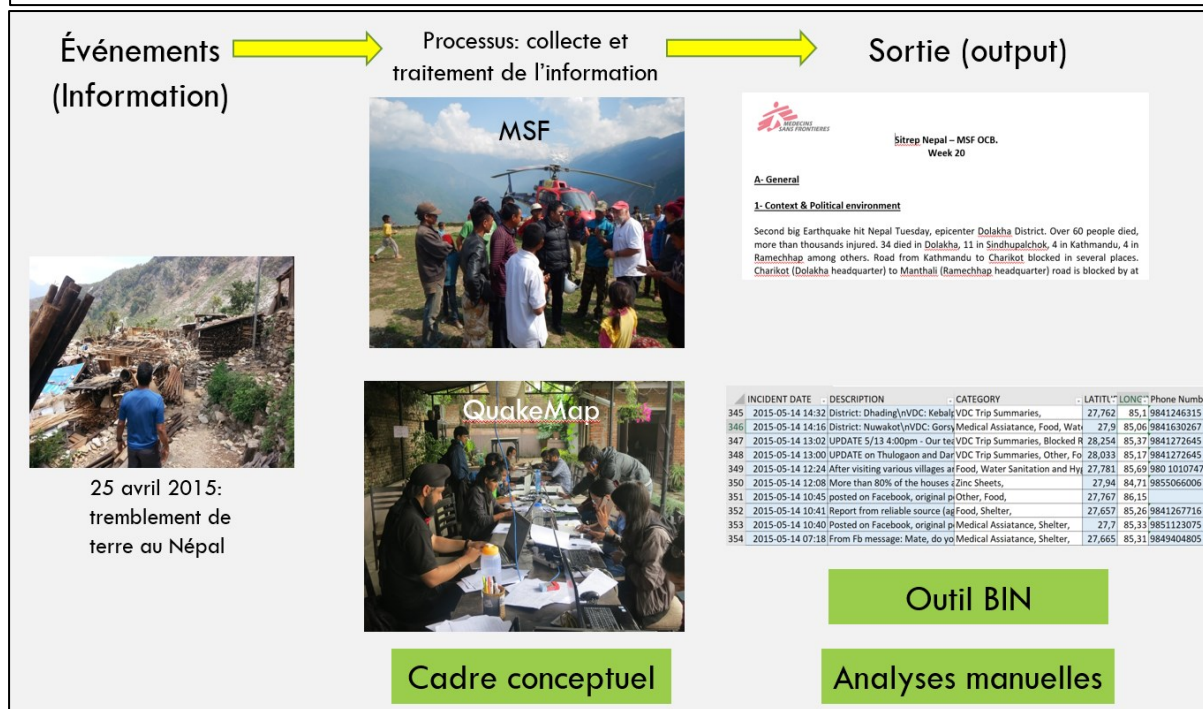 Événements
(Information)
Processus: collecte et
traitement de l'information
Sortie (output)
MSF
MEDECINS
SANS FRONTIERES
Sitrep Nepal – MSF OCB.
Week 20
A- General
1- Context & Political environment
Second big Earthquake hit Nepal Tuesday, epicenter Dolakha District. Over 60 people died,
more than thousands injured. 34 died in Dolakha, 11 in Sindhupalchok, 4 in Kathmandu, 4 in
Ramechhap among others. Road from Kathmandu to Charikot blocked in several places.
Charikot (Dolakha headquarter) to Manthali (Ramechhap headquarter) road is blocked by at
25 avril 2015:
tremblement de
terre au Népal
QuakeMap
INCIDENT DATE DESCRIPTION CATEGORY LATITU LONG Phone Numb
345 2015-05-14 14:32 District: Dhading\nVDC: Kebalp VDC Trip Summaries, 27,762 85,1 9841246315
346 2015-05-14 14:16 District: Nuwakot\nVDC: Gorsy Medical Assiatance, Food, Wat 27,9 85,06 9841630267
347 2015-05-14 13:02 UPDATE 5/13 4:00pm - Our tea VDC Trip Summaries, Blocked R 28,254 85,37 9841272645
348 2015-05-14 13:00 UPDATE on Thulogaon and Dar VDC Trip Summaries, Other, Fo 28,033 85,17 9841272645
349 2015-05-14 12:24 After visiting various villages ar Food, Water Sanitation and Hyg 27,781 85,69 980 1010747
350 2015-05-14 12:08 More than 80% of the houses a Zinc Sheets, 27,94 84,71 9855066006
351 2015-05-14 10:45 posted on Facebook, original p Other, Food, 27,767 86,15
352 2015-05-14 10:41 Report from reliable source (ag Food, Shelter, 27,657 85,26 9841267716
353 2015-05-14 10:40 Posted on Facebook, original p Medical Assiatance, Shelter, 27,7 85,33 9851123075
354 2015-05-14 07:18 From Fb message: Mate, do yo Medical Assiatance, Shelter, 27,665 85,31 9849404805
Outil BIN
Cadre conceptuel
Analyses manuelles